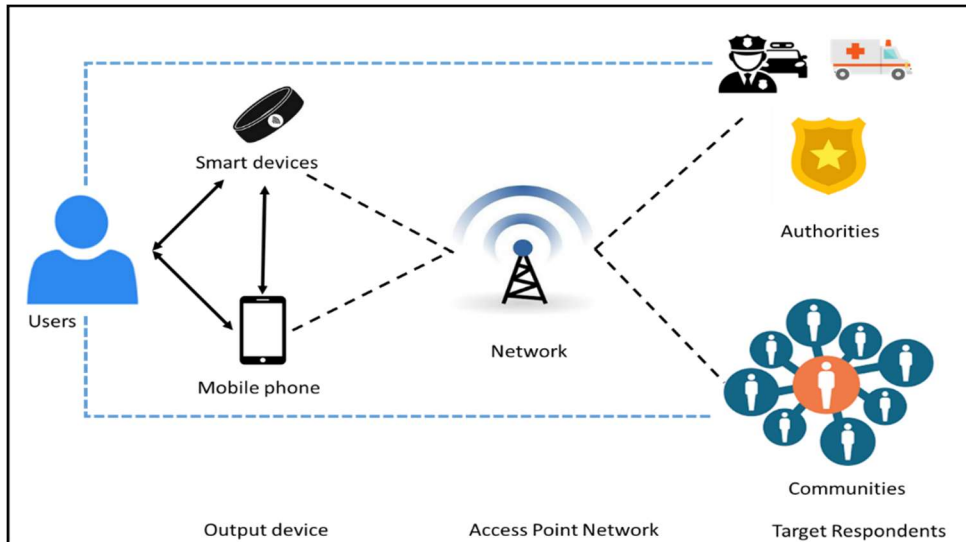 Smart devices
Authorities
Users
Network
Mobile phone
Communities
Output device
Access Point Network
Target Respondents